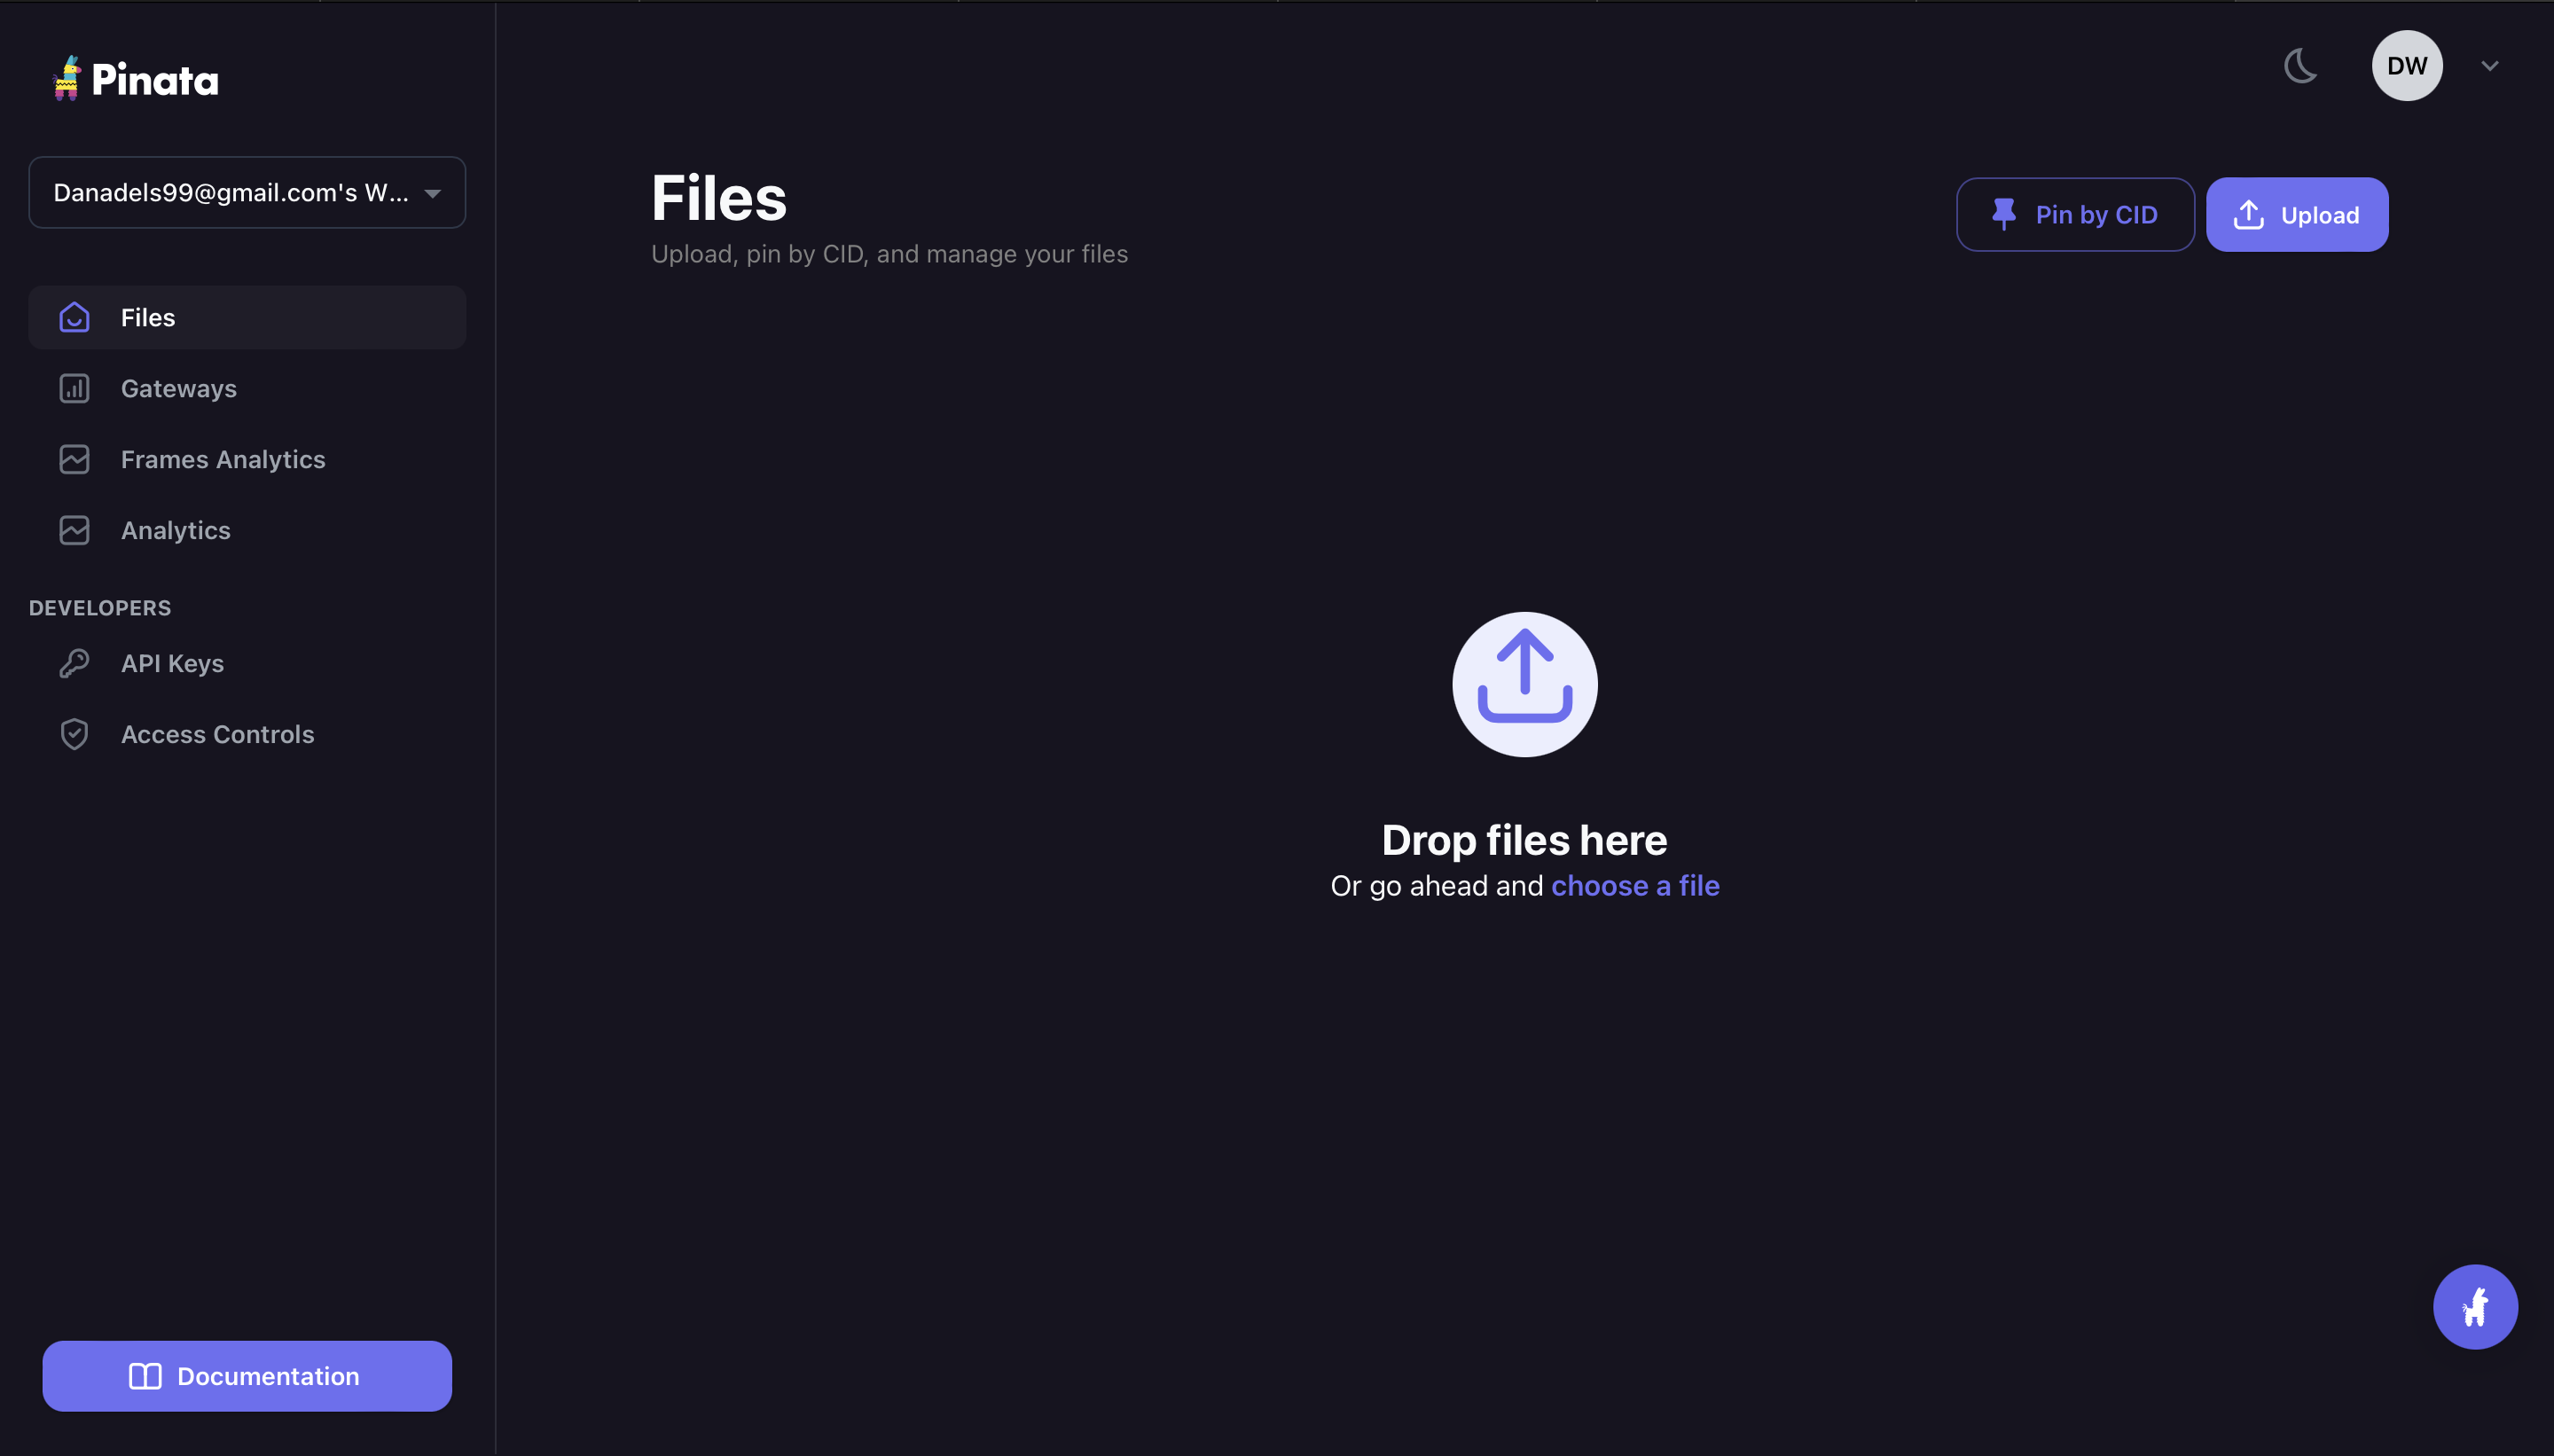 Pinata
DW
Danadels99@gmail.com's W...
Files
Gateways
Frames Analytics
Analytics
DEVELOPERS
API Keys
Access Controls
Documentation
Files
Upload, pin by CID, and manage your files
Pin by CID
Upload
Drop files here
Or go ahead and choose a file